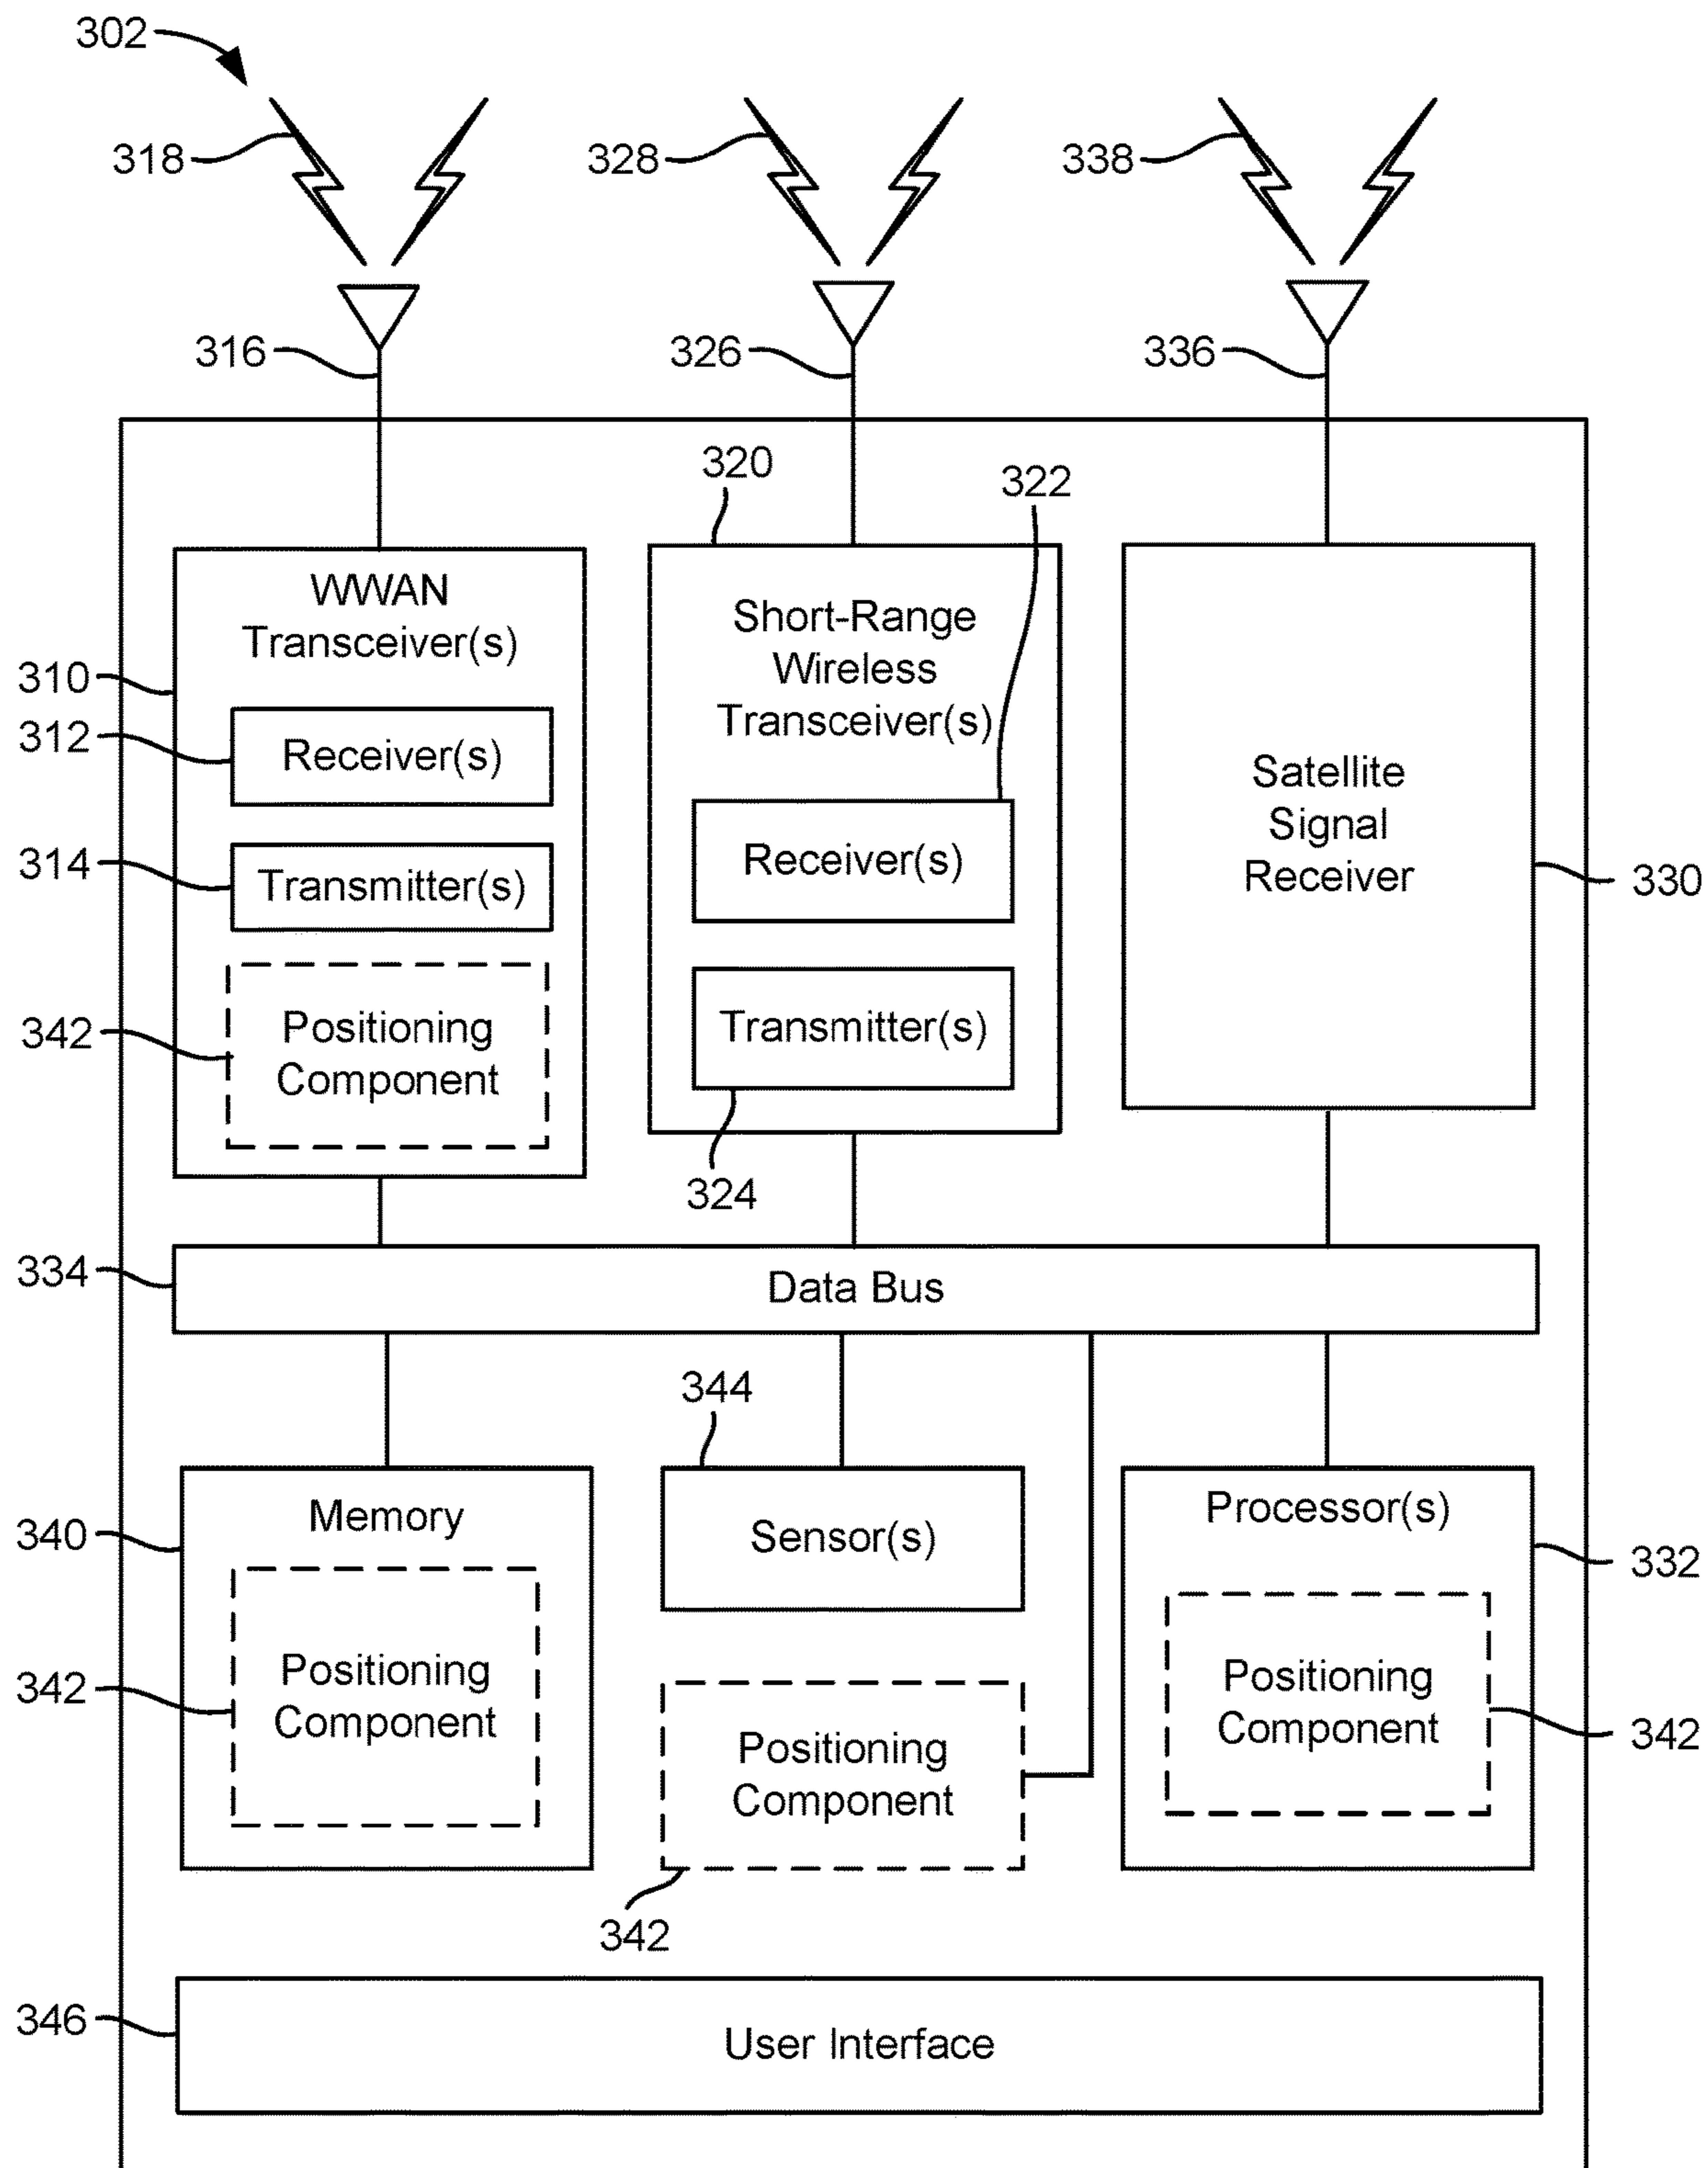 302
318
328
338
316
326
336
320
322
WWAN
Transceiver(s)
310
312
Receiver(s)
314
Transmitter(s)
342
Positioning
Component
Short-Range
Wireless
Transceiver(s)
Receiver(s)
Transmitter(s)
324
Satellite
Signal
Receiver
330
334
Data Bus
344
340
Memory
342
Positioning
Component
Sensor(s)
Positioning
Component
342
Processor(s)
332
Positioning
Component
342
346
User Interface